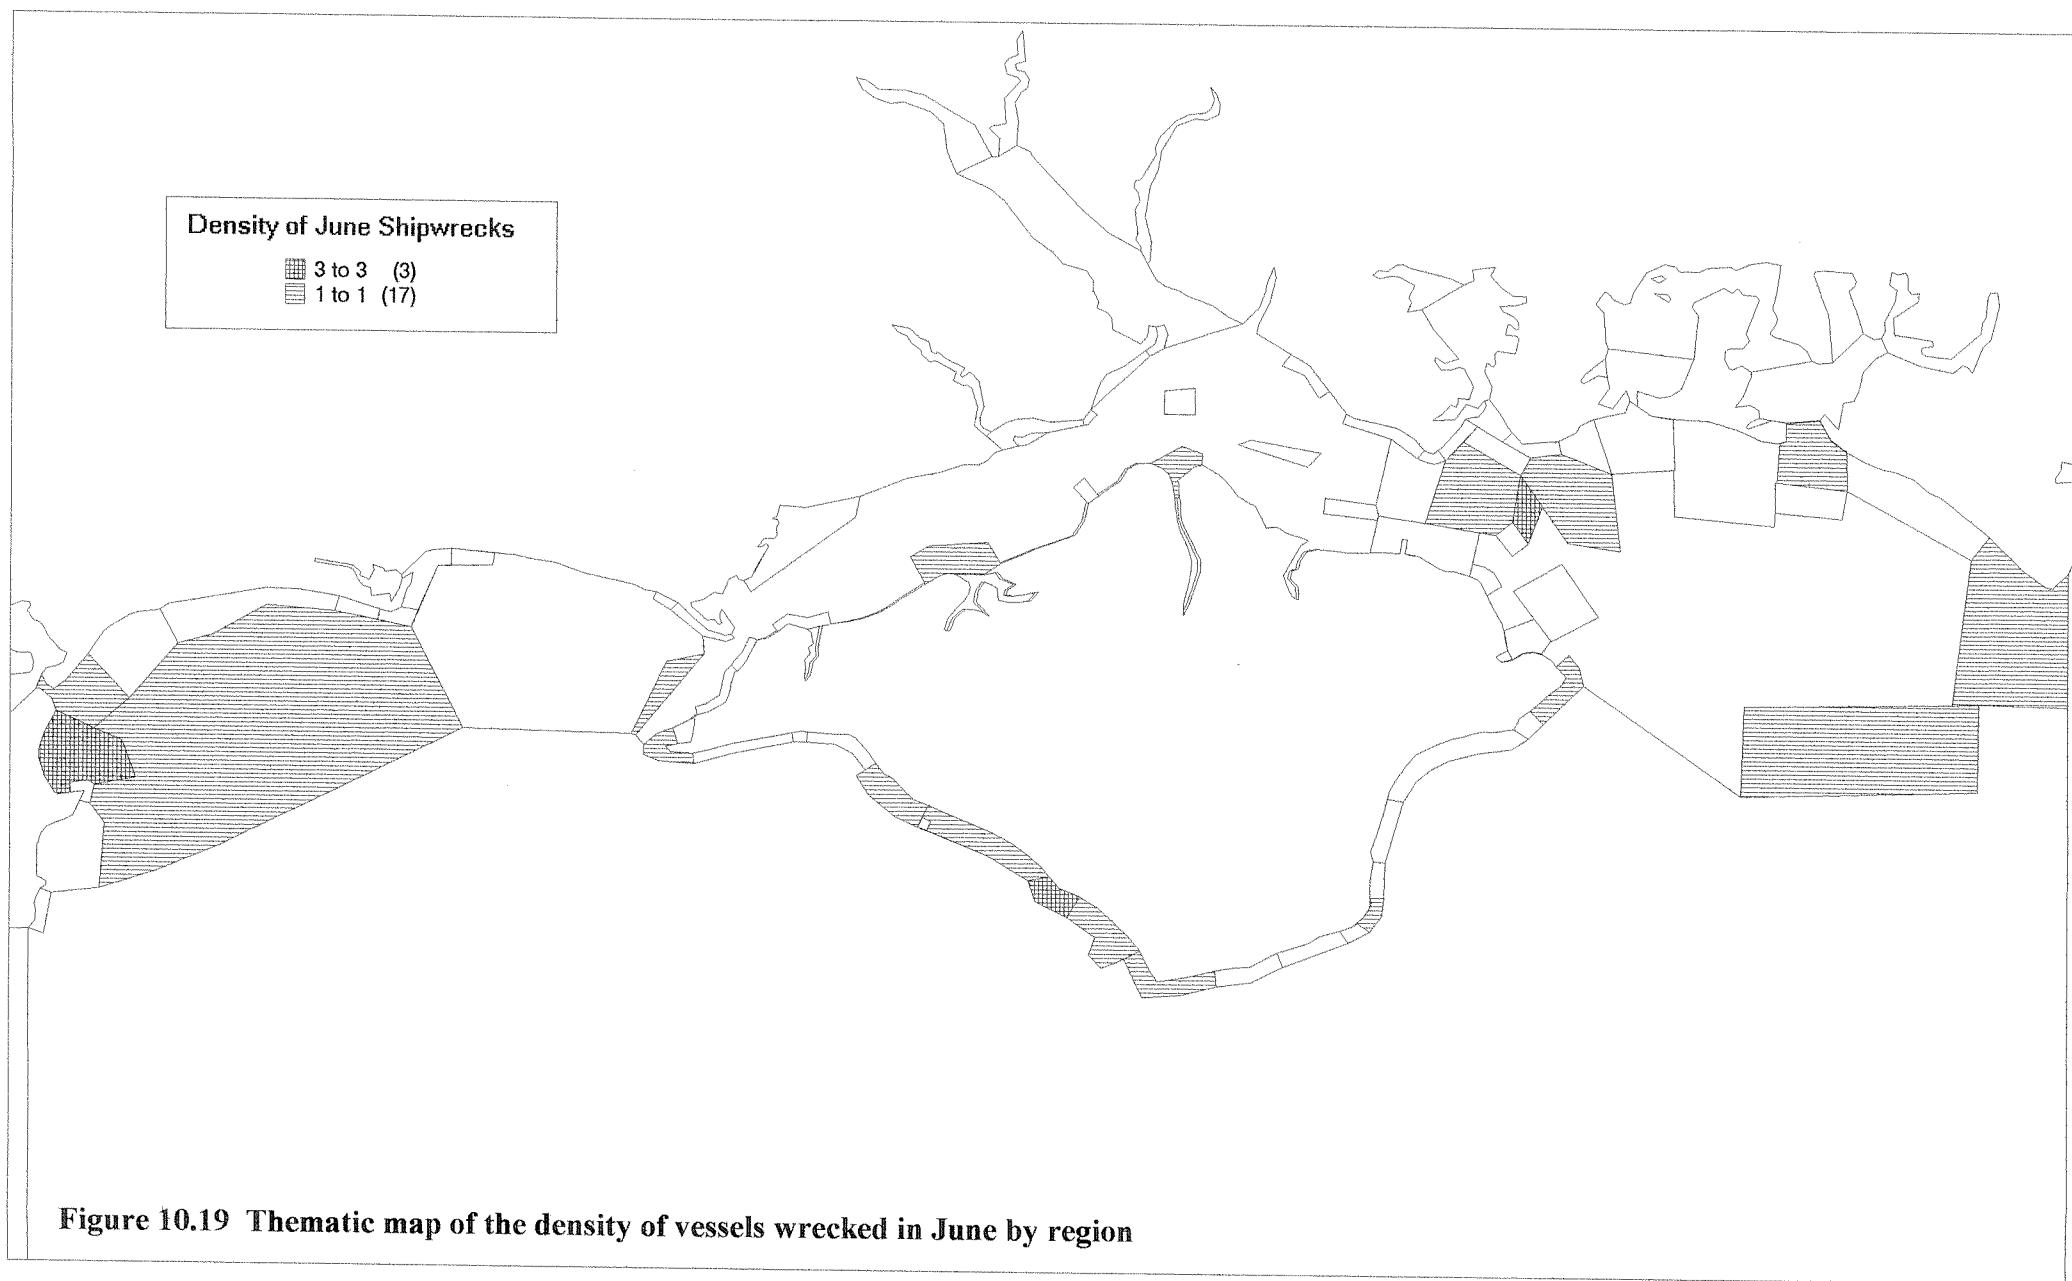 Density of June Shipwrecks
3 to 3 (3)
1 to 1 (17)
Figure 10.19 Thematic map of the density of vessels wrecked in June by region